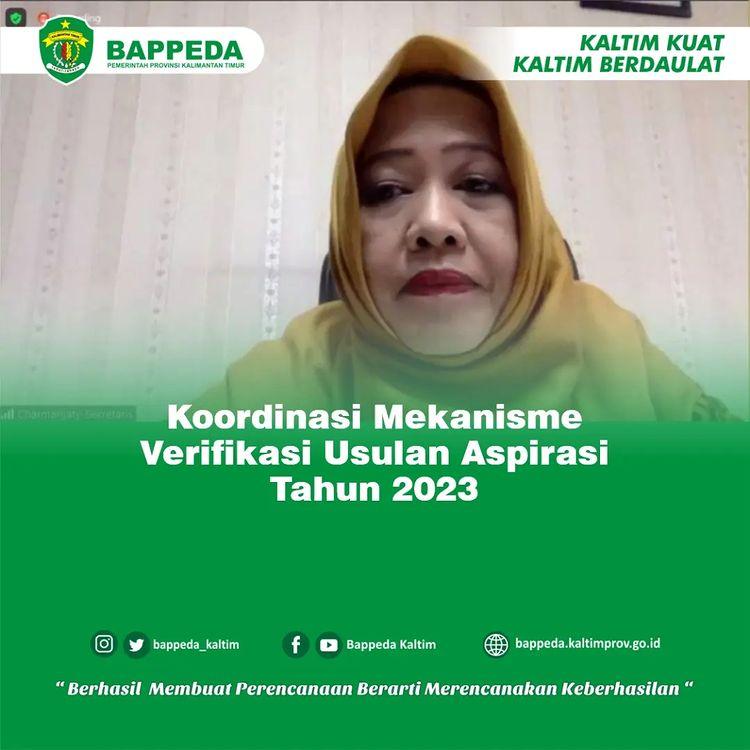 BAPPEDA
PEMERINTAH PROVINSI KALIMANTAN TIMUR
KALTIM KUAT
KALTIM BERDAULAT
Koordinasi Mekanisme
Verifikasi Usulan Aspirasi
Tahun 2023
bappeda_kaltim
Bappeda Kaltim
bappeda.kaltimprov.go.id
“ Berhasil Membuat Perencanaan Berarti Merencanakan Keberhasilan “